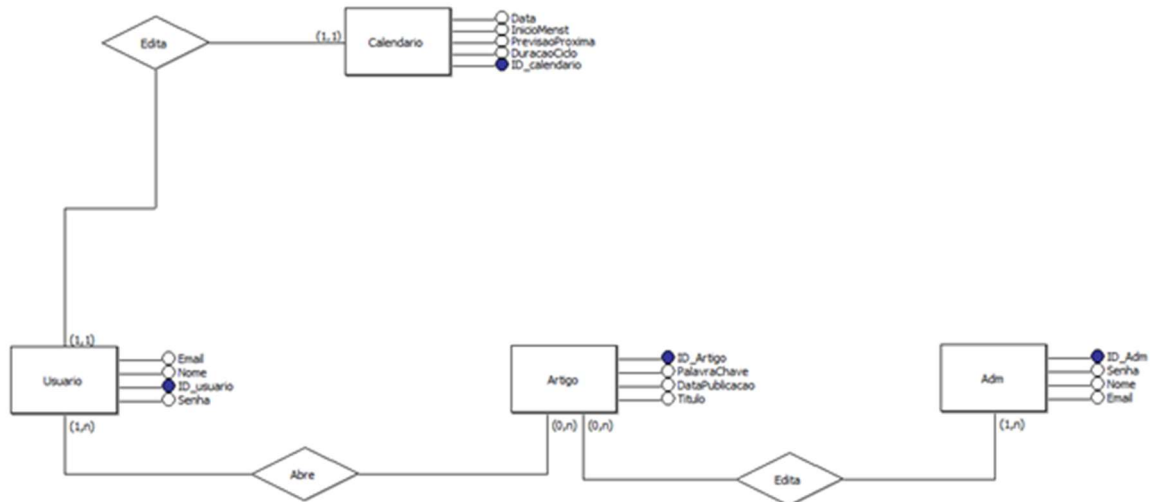 Data
InicioMenst
PrevisaoProxima
DuracaoCiclo
ID_calendario
Edita
(1,1)
Calendario
(1,1)
Usuario
Email
Nome
ID_usuario
Senha
(1,n)
Artigo
ID_Artigo
PalavraChave
DataPublicacao
Titulo
(0,n) (0,n)
Adm
ID_Adm
Senha
Nome
Email
(1,n)
Abre
Edita